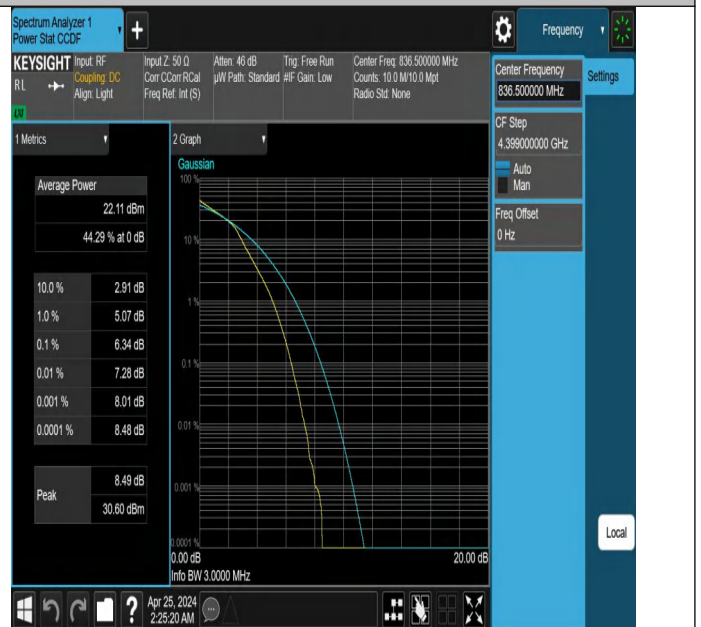 Spectrum Analyzer 1
Power Stat CCDF
+
Frequency
KEYSIGHT
RL
Input: RF
Coupling: DC
Align: Light
Input Z: 50 Ω
Corr CCorr RCal
Freq Ref: Int (S)
Atten: 46 dB
µW Path: Standard
Trig: Free Run
#IF Gain: Low
Center Freq: 836.500000 MHz
Counts: 10.0 M/10.0 Mpt
Radio Std: None
1 Metrics
Average Power
22.11 dBm
44.29 % at 0 dB
10.0 % 2.91 dB
1.0 % 5.07 dB
0.1 % 6.34 dB
0.01 % 7.28 dB
0.001 % 8.01 dB
0.0001 % 8.48 dB
Peak
8.49 dB
30.60 dBm
2 Graph
Gaussian
100 %
10 %
1 %
0.1 %
0.01 %
0.001 %
0.0001 %
0.00 dB 20.00 dB
Info BW 3.0000 MHz
Center Frequency
836.500000 MHz
Settings
CF Step
4.399000000 GHz
Auto
Man
Freq Offset
0 Hz
Local
?
Apr 25, 2024
2:25:20 AM